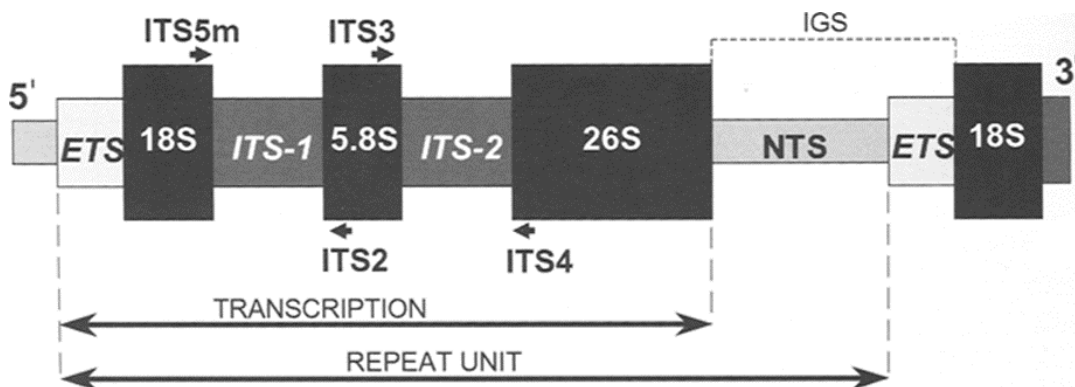 IGS
ITS5m ITS3
5' 3'
ETS 18S ITS-1 5.8S ITS-2 26S NTS ETS 18S
ITS2 ITS4
TRANSCRIPTION
REPEAT UNIT